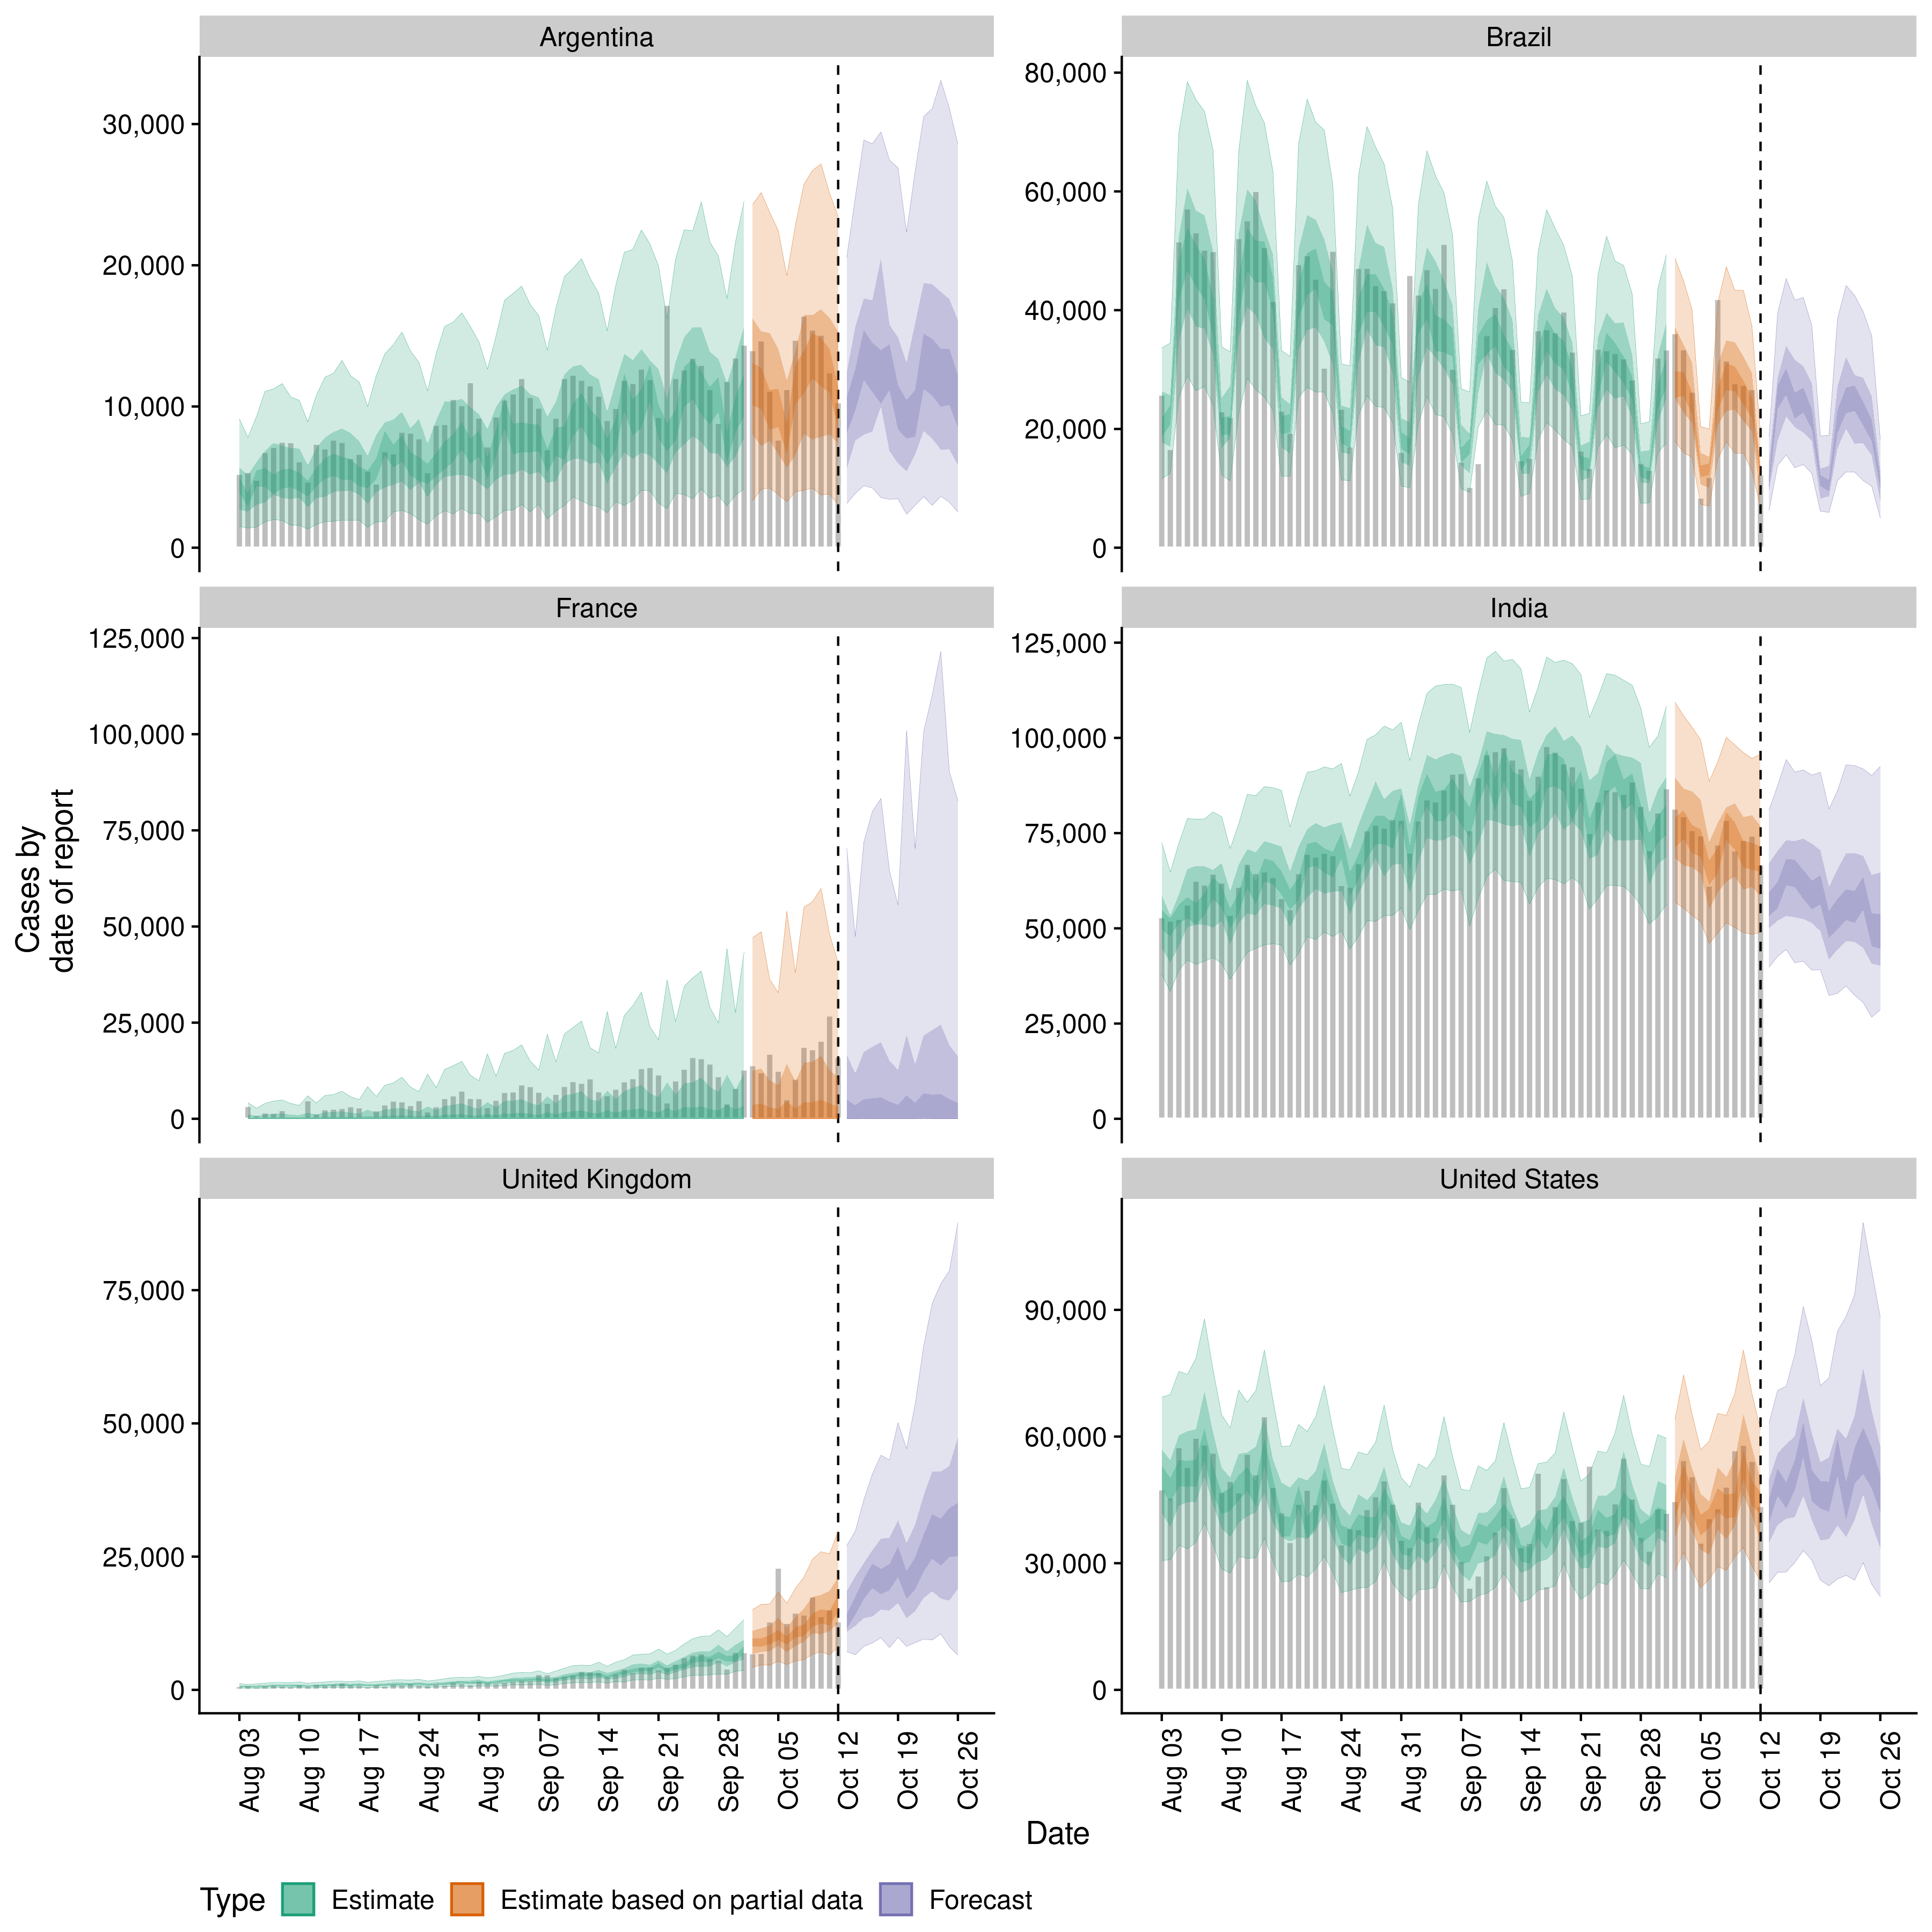 Argentina
Brazil
30,000
20,000
10,000
0
80,000
60,000
40,000
20,000
0
France
India
125,000
100,000
75,000
50,000
25,000
0
125,000
100,000
75,000
50,000
25,000
0
Cases by
date of report
United Kingdom
United States
75,000
50,000
25,000
0
90,000
60,000
30,000
0
Aug 03
Aug 10
Aug 17
Aug 24
Aug 31
Sep 07
Sep 14
Sep 21
Sep 28
Oct 05
Oct 12
Oct 19
Oct 26
Aug 03
Aug 10
Aug 17
Aug 24
Aug 31
Sep 07
Sep 14
Sep 21
Sep 28
Oct 05
Oct 12
Oct 19
Oct 26
Date
Type Estimate Estimate based on partial data Forecast